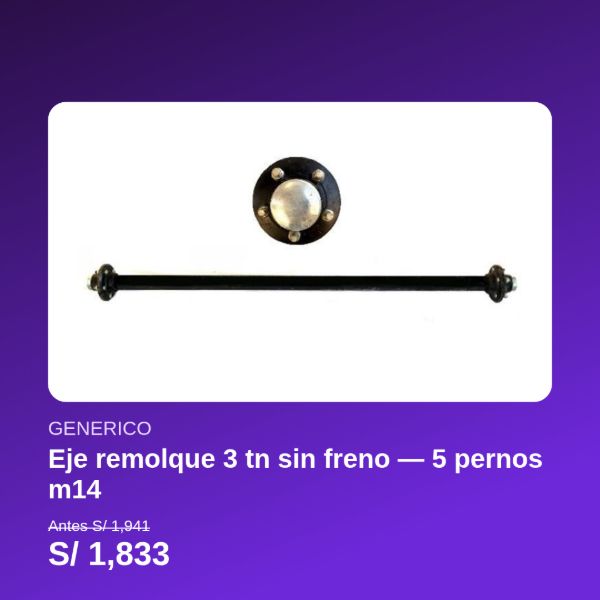 GENERICO
Eje remolque 3 tn sin freno — 5 pernos
m14
Antes S/ 1,941
S/ 1,833